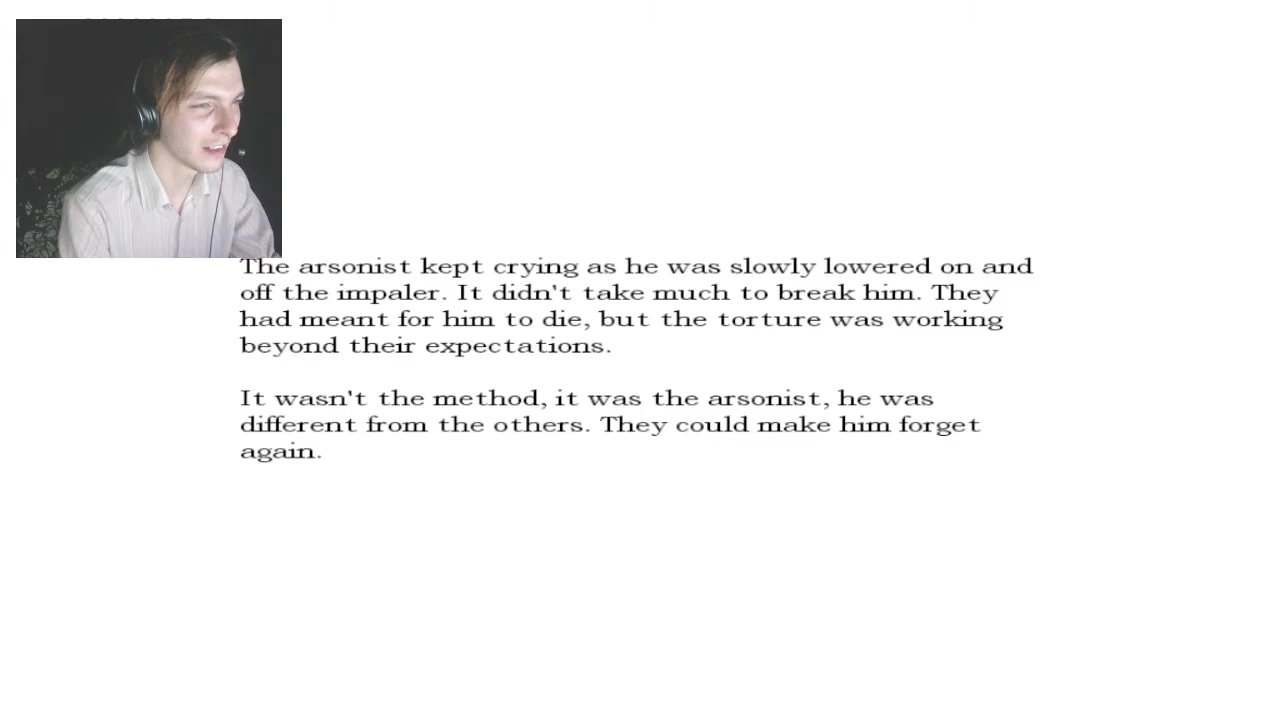 The arsonist kept crying as he was slowly lowered on and
off the impaler. It didn't take much to break him. They
had meant for him to die, but the torture was working
beyond their expectations.
It wasn't the method, it was the arsonist, he was
different from the others. They could make him forget
again.